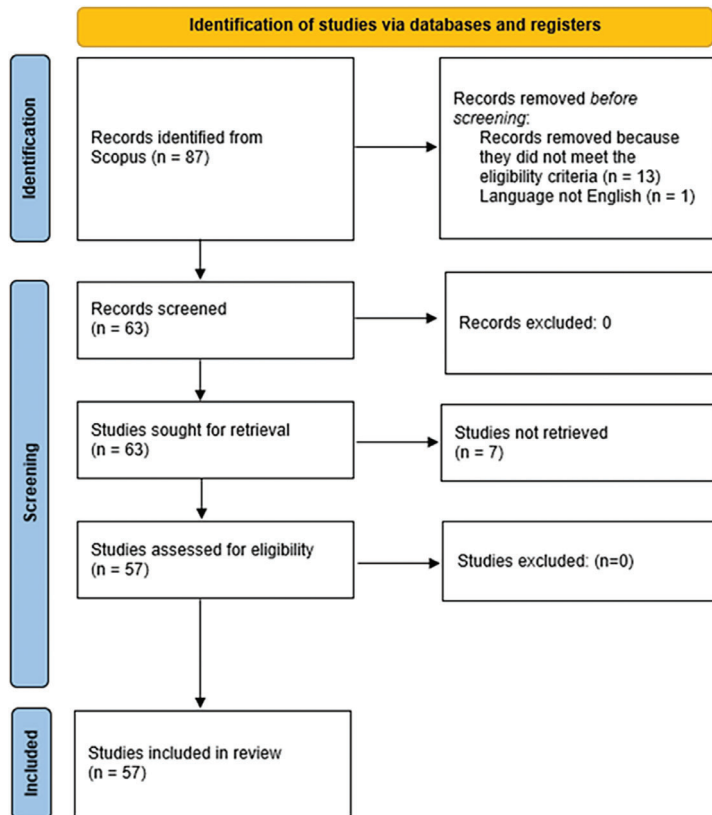 Identification of studies via databases and registers
Identification
Records identified from
Scopus (n = 87)
Records removed before
screening:
Records removed because
they did not meet the
eligibility criteria (n = 13)
Language not English (n = 1)
Screening
Records screened
(n = 63)
Records excluded: 0
Studies sought for retrieval
(n = 63)
Studies not retrieved
(n = 7)
Studies assessed for eligibility
(n = 57)
Studies excluded: (n=0)
Included
Studies included in review
(n = 57)